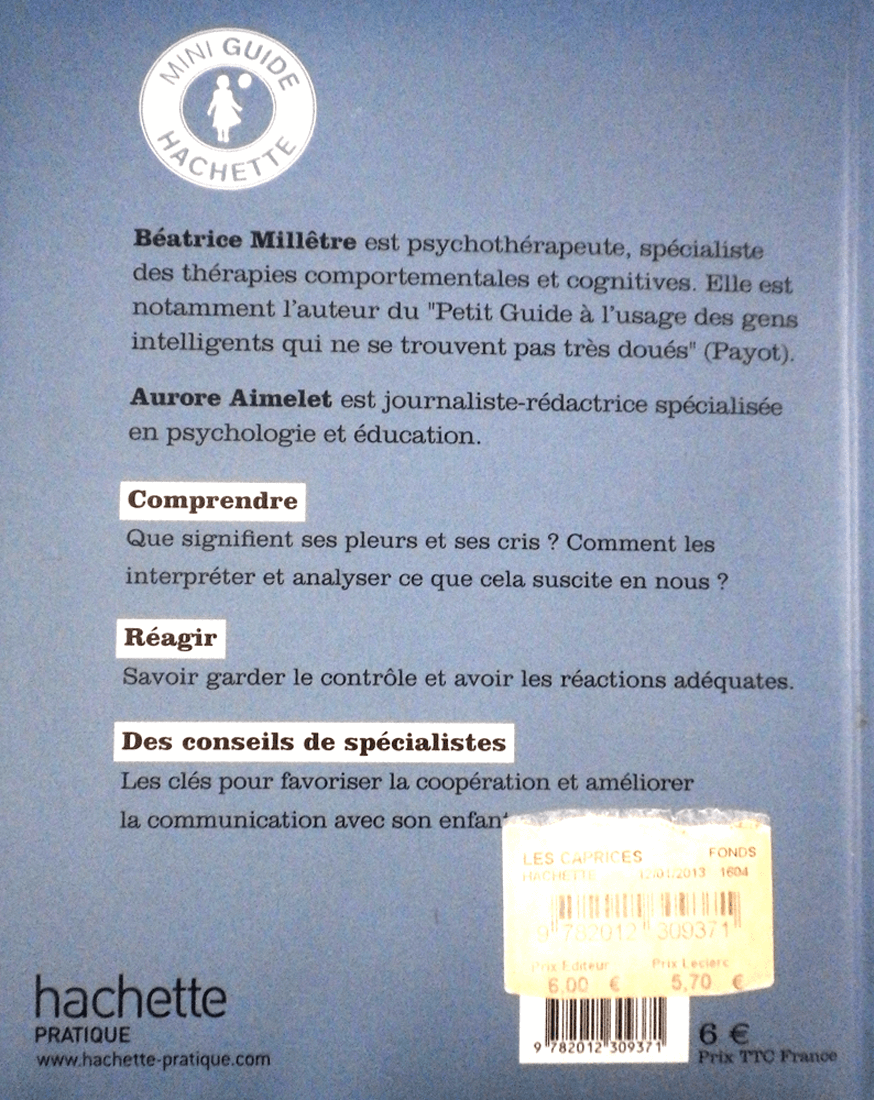 MINI GUIDE
HACHETTE
Béatrice Millêtre est psychothérapeute, spécialiste
des thérapies comportementales et cognitives. Elle est
notamment l'auteur du "Petit Guide à l'usage des gens
intelligents qui ne se trouvent pas très doués" (Payot).
Aurore Aimelet est journaliste-rédactrice spécialisée
en psychologie et éducation.
Comprendre
Que signifient ses pleurs et ses cris ? Comment les
interpréter et analyser ce que cela suscite en nous ?
Réagir
Savoir garder le contrôle et avoir les réactions adéquates.
Des conseils de spécialistes
Les clés pour favoriser la coopération et améliorer
la communication avec son enfant
LES CAPRICES FONDS
HACHETTE 1604
9 782012 309371
Prix Editeur Prix Leclerc
6,00 € 5,70 €
9 782012 309371
6 €
Prix TTC France
hachette
PRATIQUE
www.hachette-pratique.com